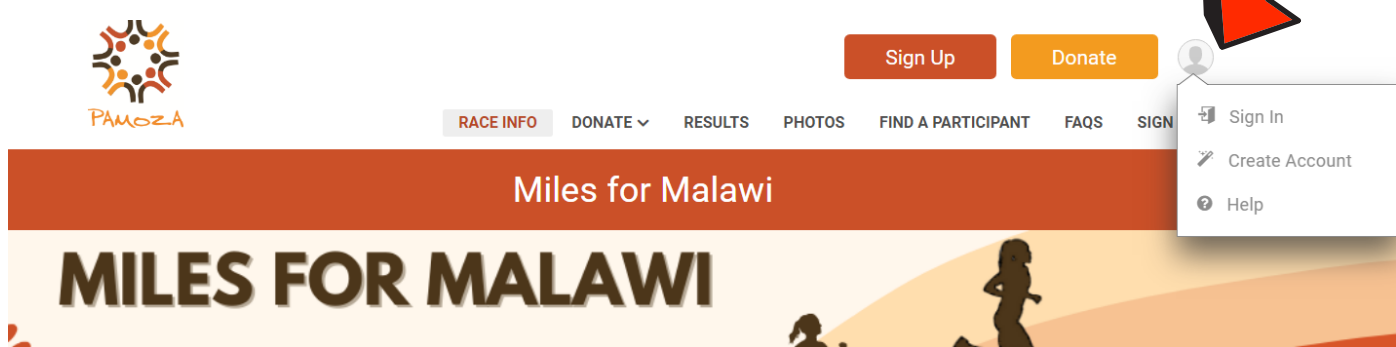 PAMOZA
Sign Up
Donate
RACE INFO
DONATE
RESULTS
PHOTOS
FIND A PARTICIPANT
FAQS
SIGN
Sign In
Create Account
Help
Miles for Malawi
MILES FOR MALAWI